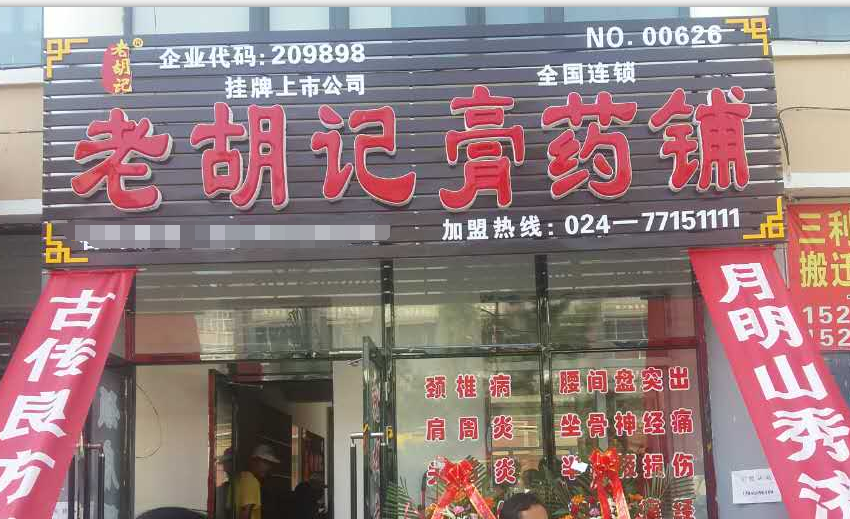 老胡记®
企业代码:209898
NO.00626
挂牌上市公司
全国连锁
老胡记膏药铺
加盟热线:024—77151111
古传良方
月明山秀
三利
搬迁
152
152
颈椎病
腰间盘突出
肩周炎
坐骨神经痛
炎
损伤